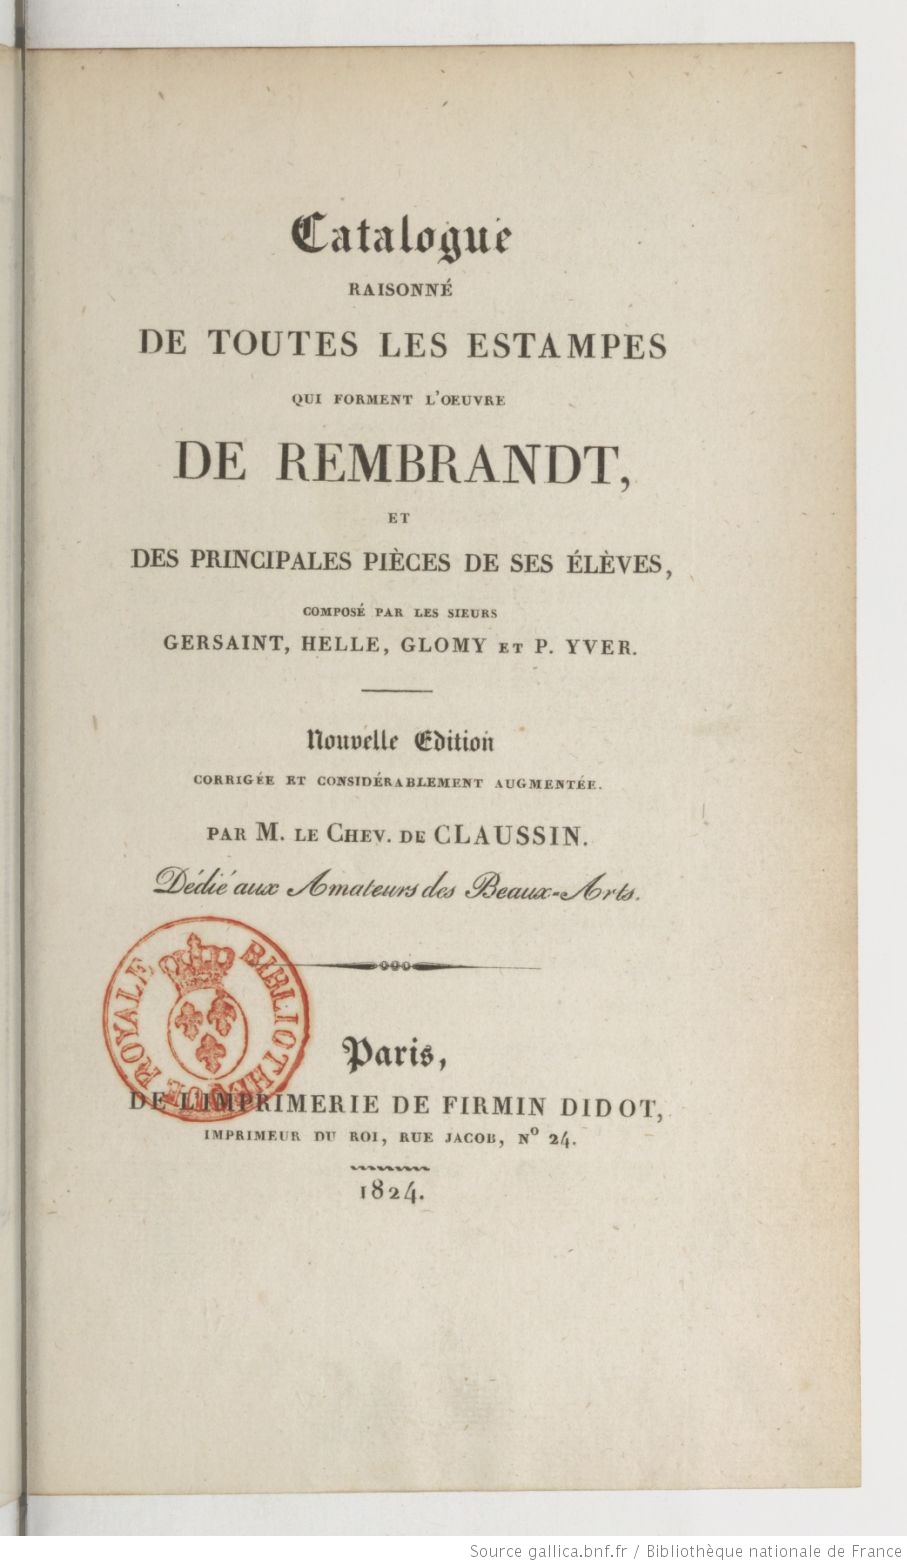 Catalogue
RAISONNÉ
DE TOUTES LES ESTAMPES
QUI FORMENT L'OEUVRE
DE REMBRANDT,
ET
DES PRINCIPALES PIÈCES DE SES ÉLÈVES,
COMPOSÉ PAR LES SIEURS
GERSAINT, HELLE, GLOMY ET P. YVER.
Nouvelle Edition
CORRIGÉE ET CONSIDÉRABLEMENT AUGMENTÉE.
PAR M. LE CHEV. DE CLAUSSIN.
Dédié aux Amateurs des Beaux-Arts.
BIBLIOTHEQUE ROYALE
Paris,
DE L'IMPRIMERIE DE FIRMIN DIDOT,
IMPRIMEUR DU ROI, RUE JACOB, Nº 24.
1824.
Source gallica.bnf.fr / Bibliothèque nationale de France